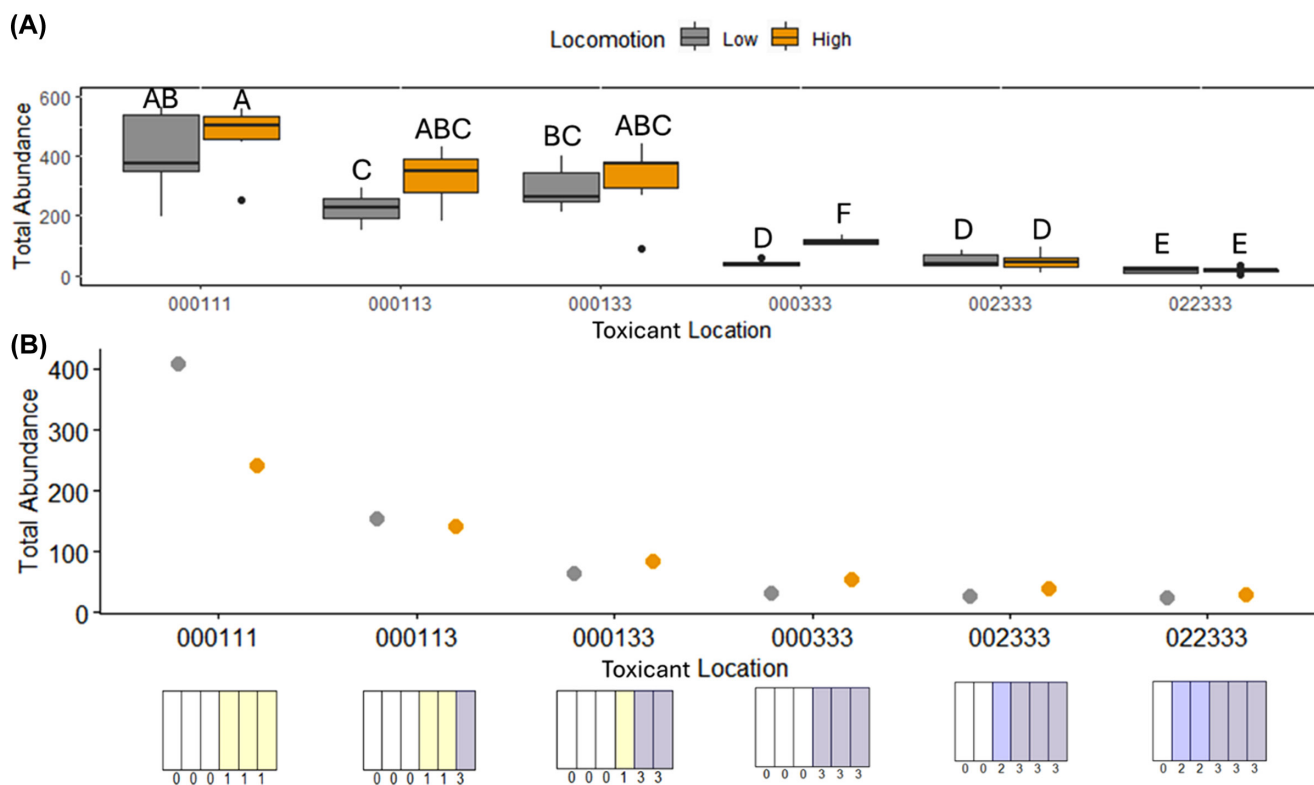 (A)
Locomotion Low High
Total Abundance
600
400
200
0
AB A C ABC BC ABC D F D D E E
000111 000113 000133 000333 002333 022333
Toxicant Location
(B)
Total Abundance
400
300
200
100
0
000111 000113 000133 000333 002333 022333
Toxicant Location
0 0 0 1 1 1 0 0 0 1 1 3 0 0 0 1 3 3 0 0 0 3 3 3 0 0 2 3 3 3 0 2 2 3 3 3